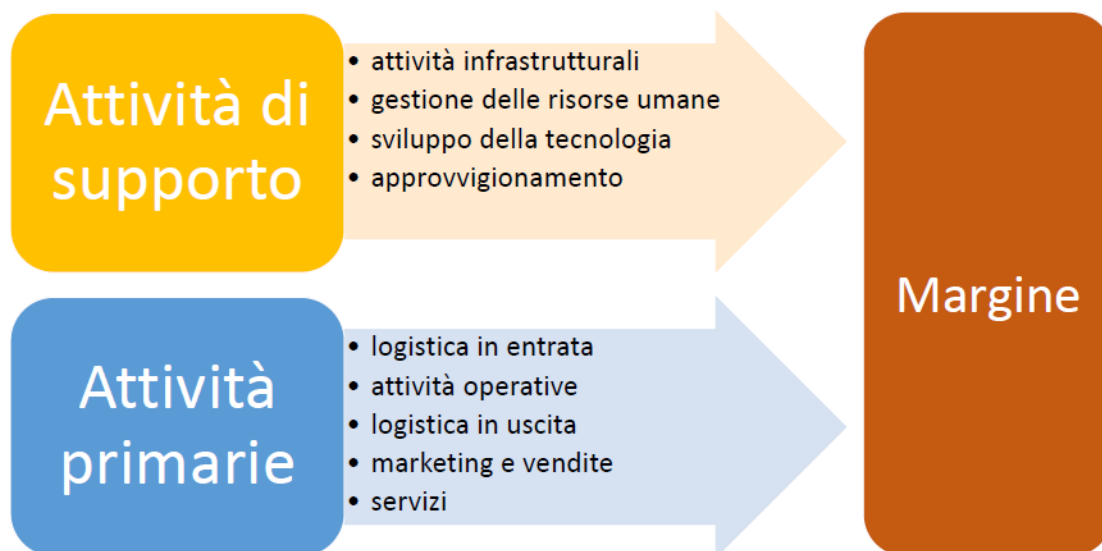 Attività di
supporto
• attività infrastrutturali
• gestione delle risorse umane
• sviluppo della tecnologia
• approvvigionamento
Attività
primarie
• logistica in entrata
• attività operative
• logistica in uscita
• marketing e vendite
• servizi
Margine